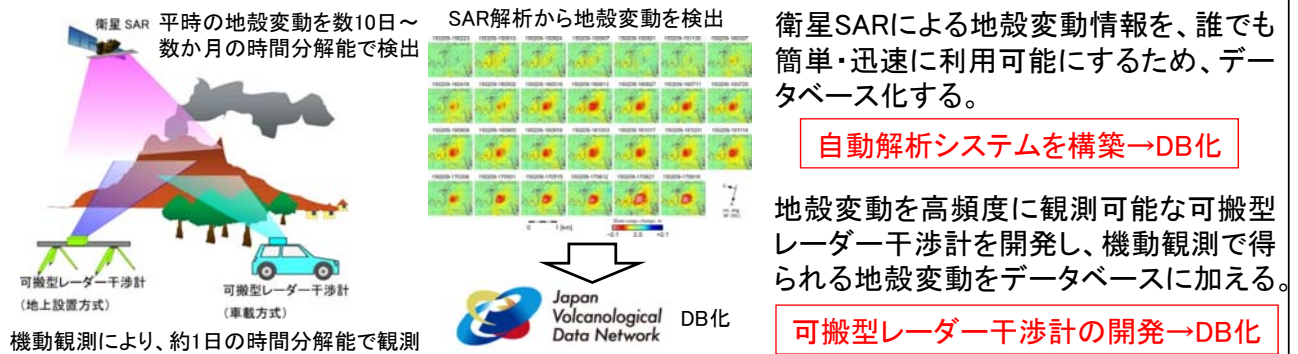 衛星 SAR
平時の地殻変動を数10日～
数か月の時間分解能で検出
可搬型レーダー干渉計
（地上設置方式）
可搬型レーダー干渉計
（車載方式）
機動観測により、約1日の時間分解能で観測
SAR解析から地殻変動を検出
0 1 [km]
-0.1 0.0 +0.1
Japan
Volcanological
Data Network
DB化
衛星SARによる地殻変動情報を、誰でも
簡単・迅速に利用可能にするため、デー
タベース化する。
自動解析システムを構築→DB化
地殻変動を高頻度に観測可能な可搬型
レーダー干渉計を開発し、機動観測で得
られる地殻変動をデータベースに加える。
可搬型レーダー干渉計の開発→DB化